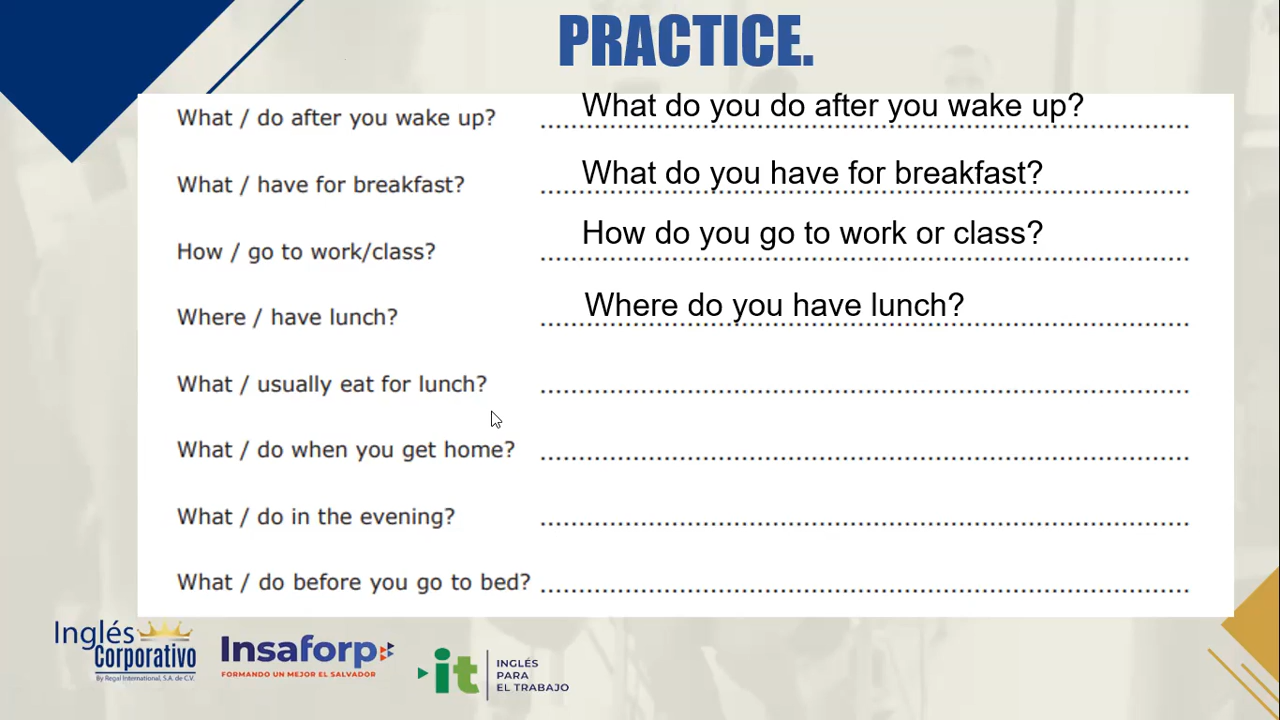 PRACTICE.
What / do after you wake up? What do you do after you wake up?
What / have for breakfast? What do you have for breakfast?
How / go to work/class? How do you go to work or class?
Where / have lunch? Where do you have lunch?
What / usually eat for lunch?
What / do when you get home?
What / do in the evening?
What / do before you go to bed?
Inglés
Corporativo
By Regal International, S.A. de C.V.
Insaforp
FORMANDO UN MEJOR EL SALVADOR
it
INGLÉS
PARA
EL TRABAJO